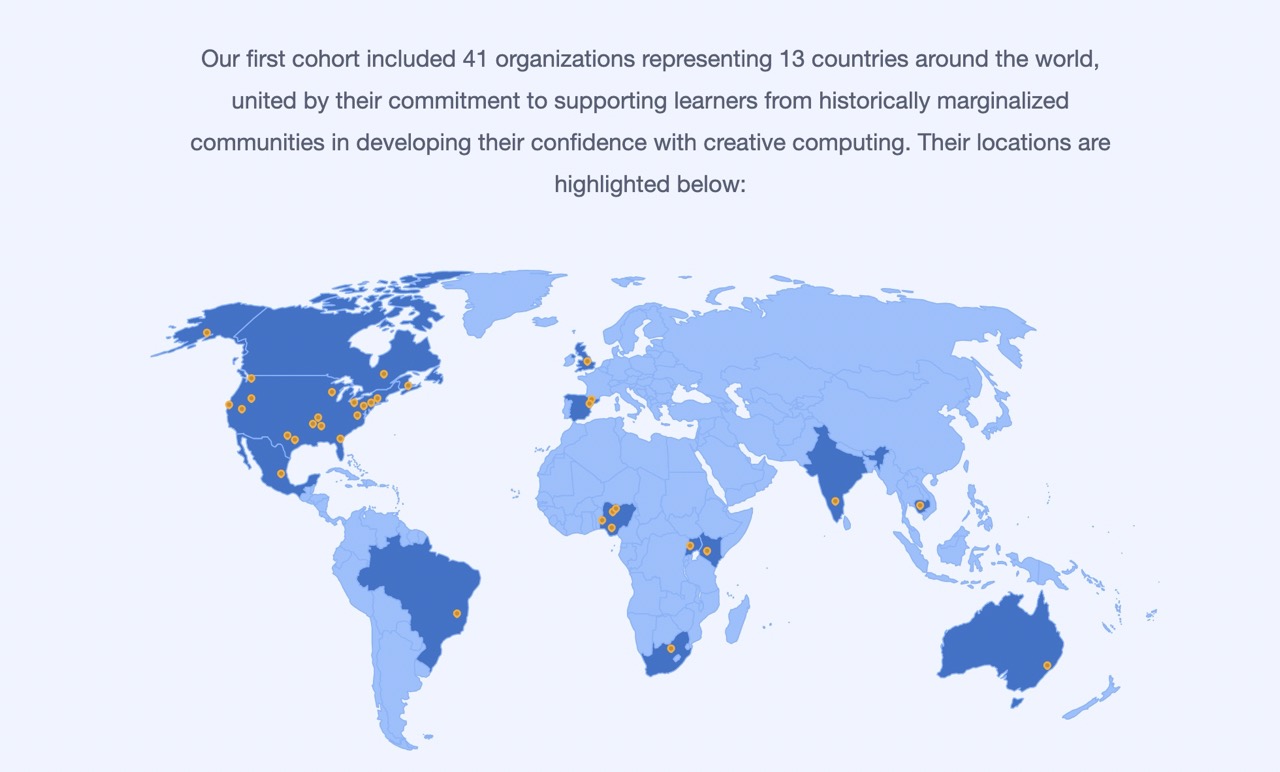 Our first cohort included 41 organizations representing 13 countries around the world,
united by their commitment to supporting learners from historically marginalized
communities in developing their confidence with creative computing. Their locations are
highlighted below: